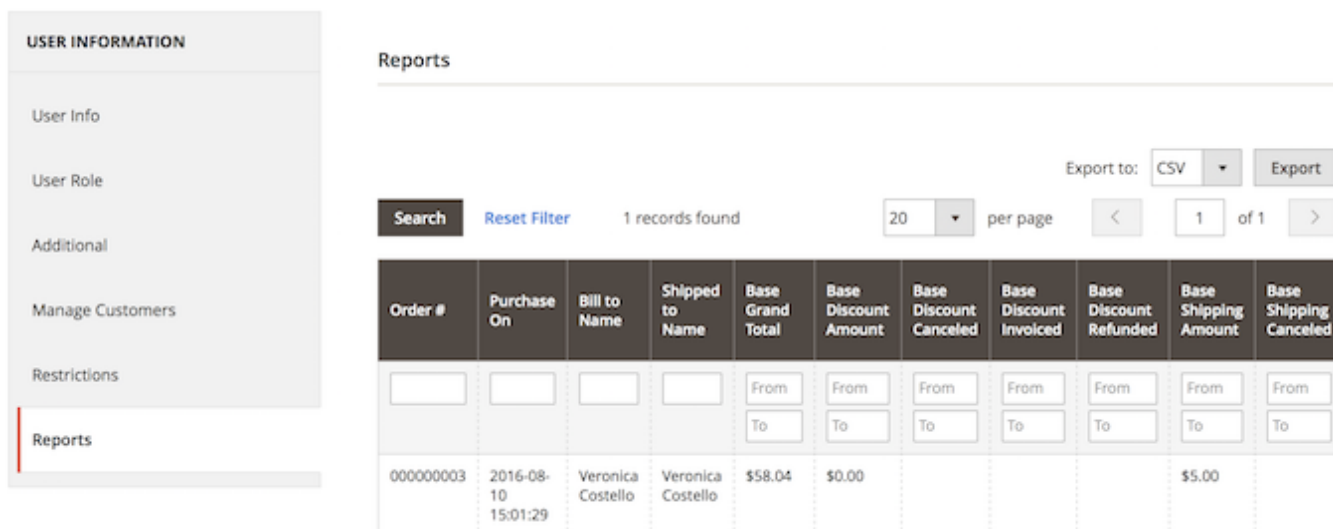 USER INFORMATION
User Info
User Role
Additional
Manage Customers
Restrictions
Reports
Reports
Export to: CSV Export
Search Reset Filter 1 records found 20 per page 1 of 1
Order # Purchase On Bill to Name Shipped to Name Base Grand Total Base Discount Amount Base Discount Canceled Base Discount Invoiced Base Discount Refunded Base Shipping Amount Base Shipping Canceled
From From From From From From From
To To To To To To To
000000003 2016-08-10 15:01:29 Veronica Costello Veronica Costello $58.04 $0.00 $5.00